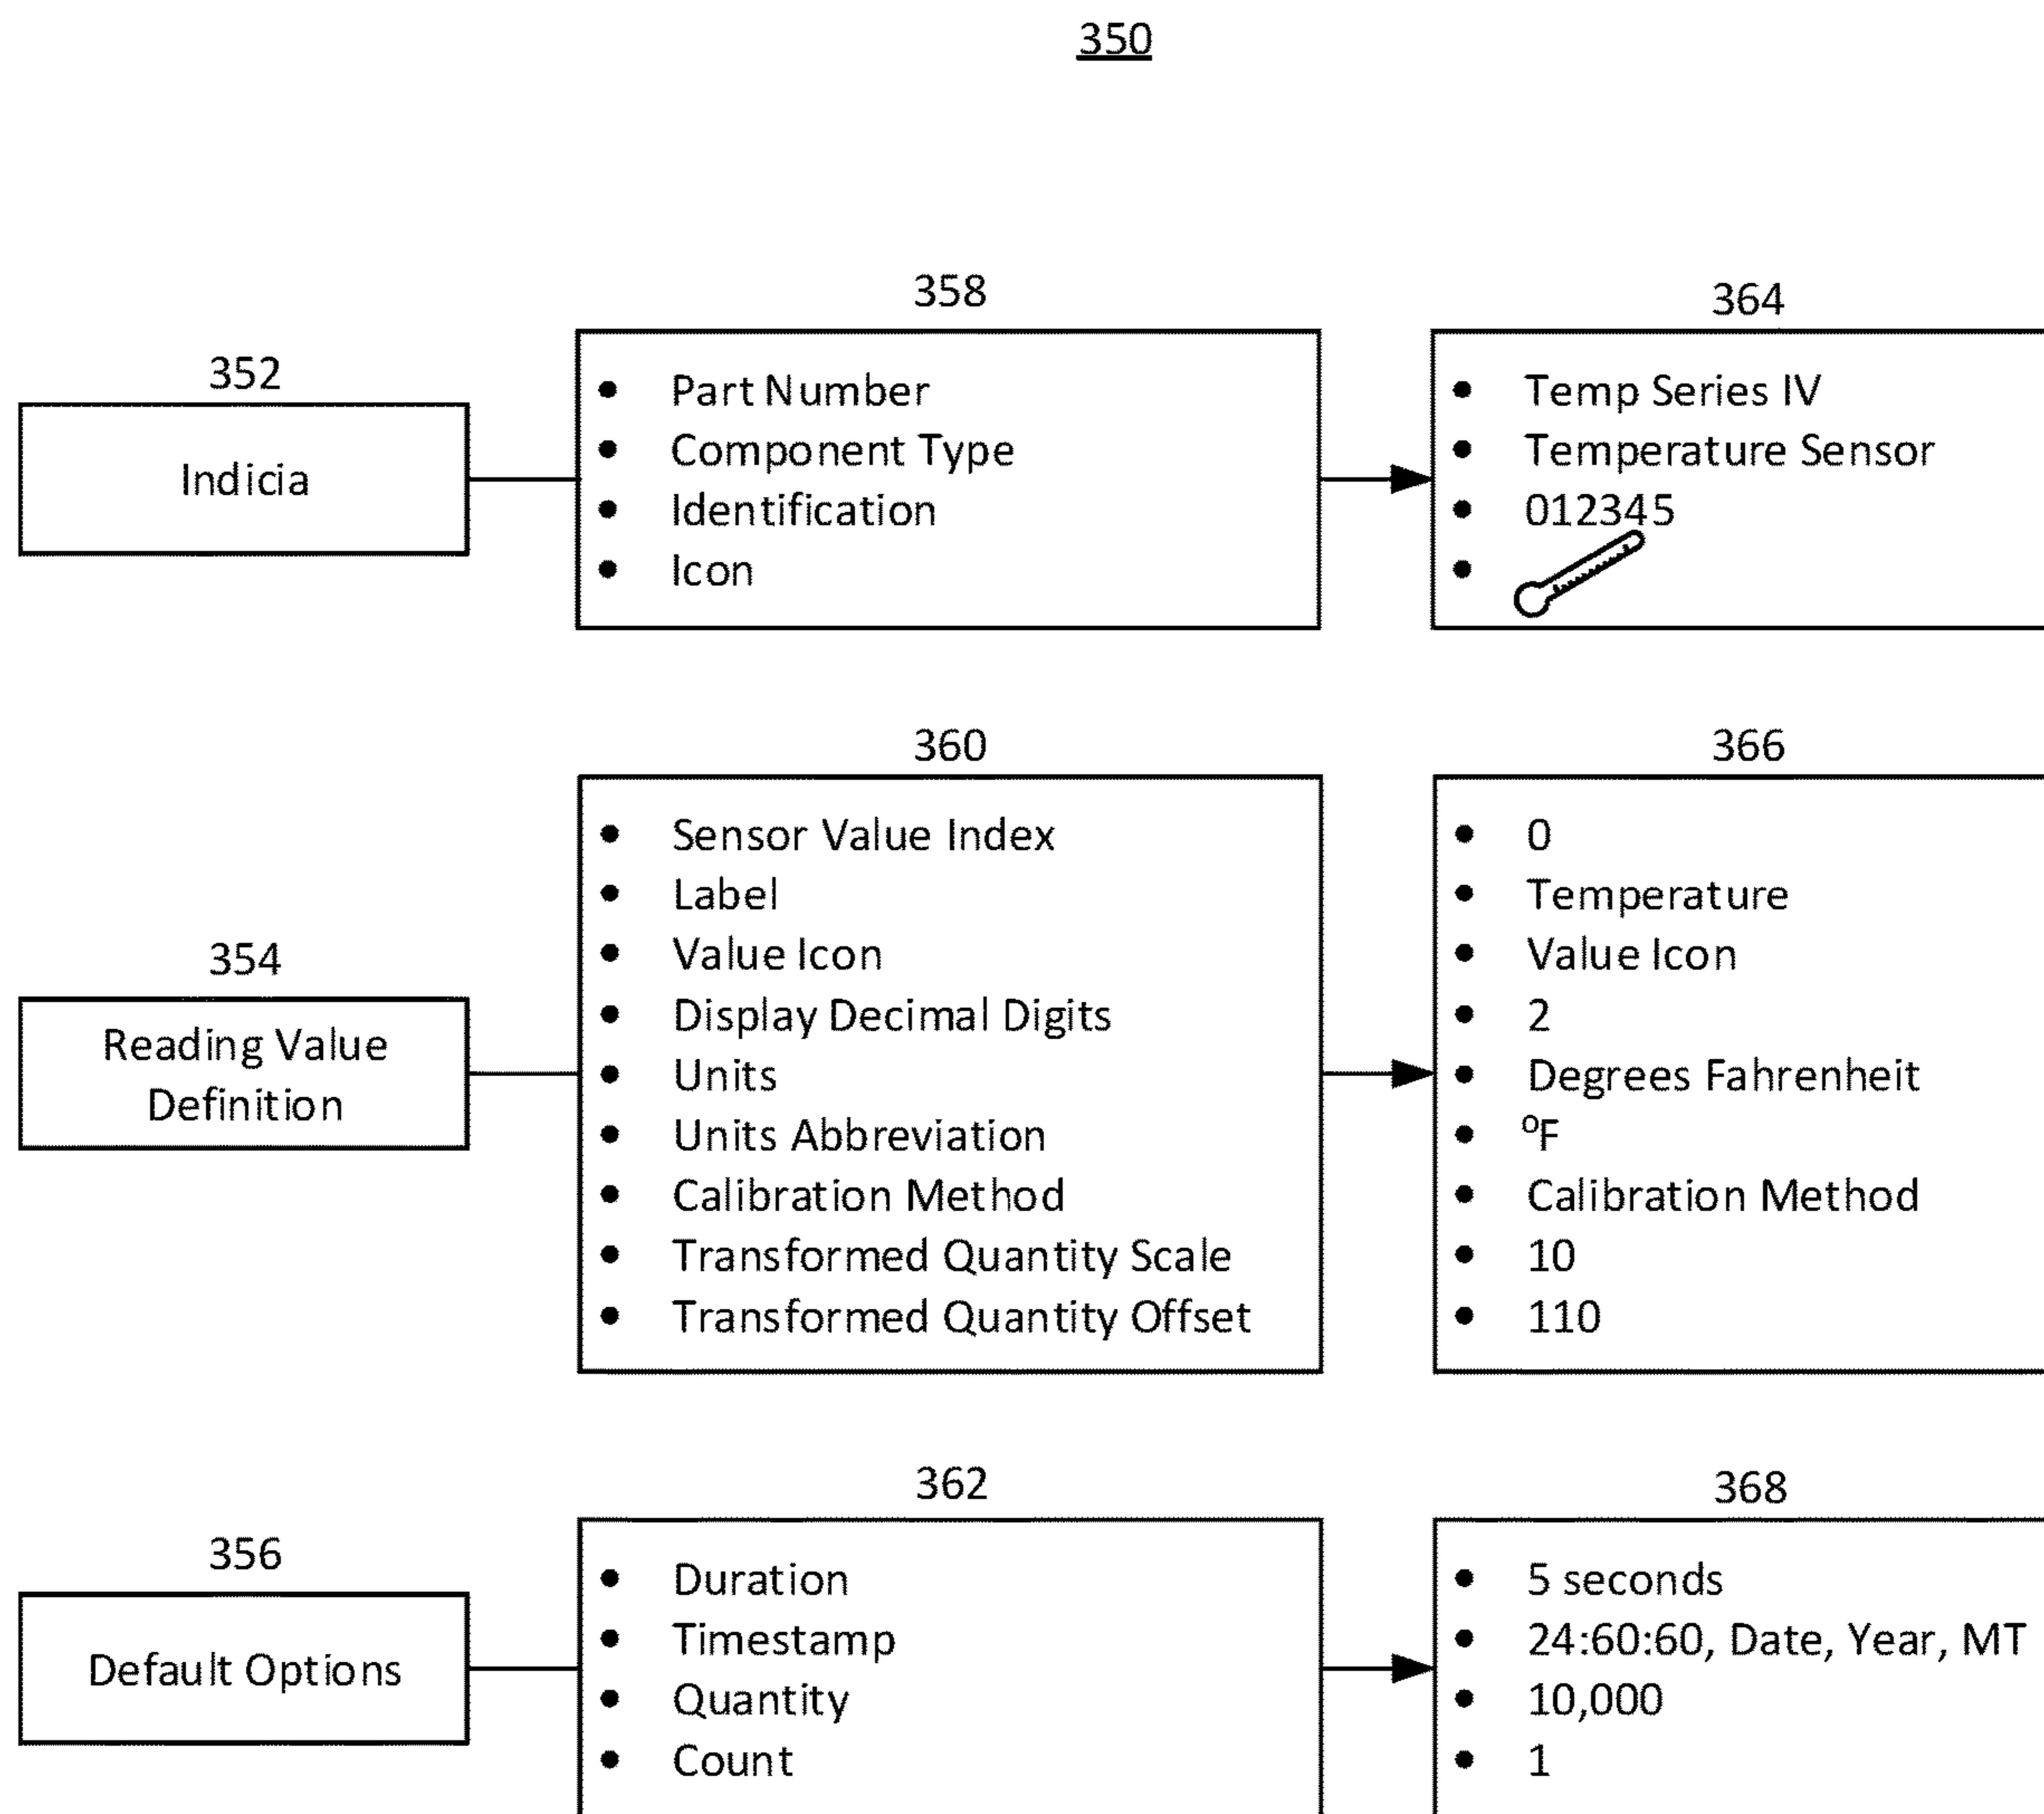 350
358
364
352
Indicia
• Part Number
• Component Type
• Identification
• Icon
• Temp Series IV
• Temperature Sensor
• 012345
•
360
366
354
Reading Value
Definition
• Sensor Value Index
• Label
• Value Icon
• Display Decimal Digits
• Units
• Units Abbreviation
• Calibration Method
• Transformed Quantity Scale
• Transformed Quantity Offset
• 0
• Temperature
• Value Icon
• 2
• Degrees Fahrenheit
• ºF
• Calibration Method
• 10
• 110
362
368
356
Default Options
• Duration
• Timestamp
• Quantity
• Count
• 5 seconds
• 24:60:60, Date, Year, MT
• 10,000
• 1